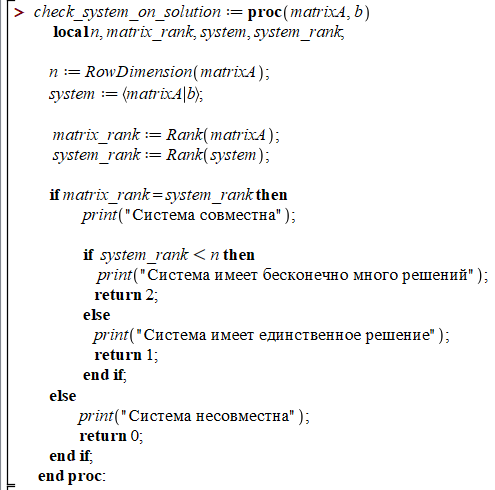 > check_system_on_solution := proc(matrixA, b)
local n, matrix_rank, system, system_rank;
n := RowDimension(matrixA);
system := ⟨matrixA|b⟩;
matrix_rank := Rank(matrixA);
system_rank := Rank(system);
if matrix_rank = system_rank then
print("Система совместна");
if system_rank < n then
print("Система имеет бесконечно много решений");
return 2;
else
print("Система имеет единственное решение");
return 1;
end if;
else
print("Система несовместна");
return 0;
end if;
end proc: